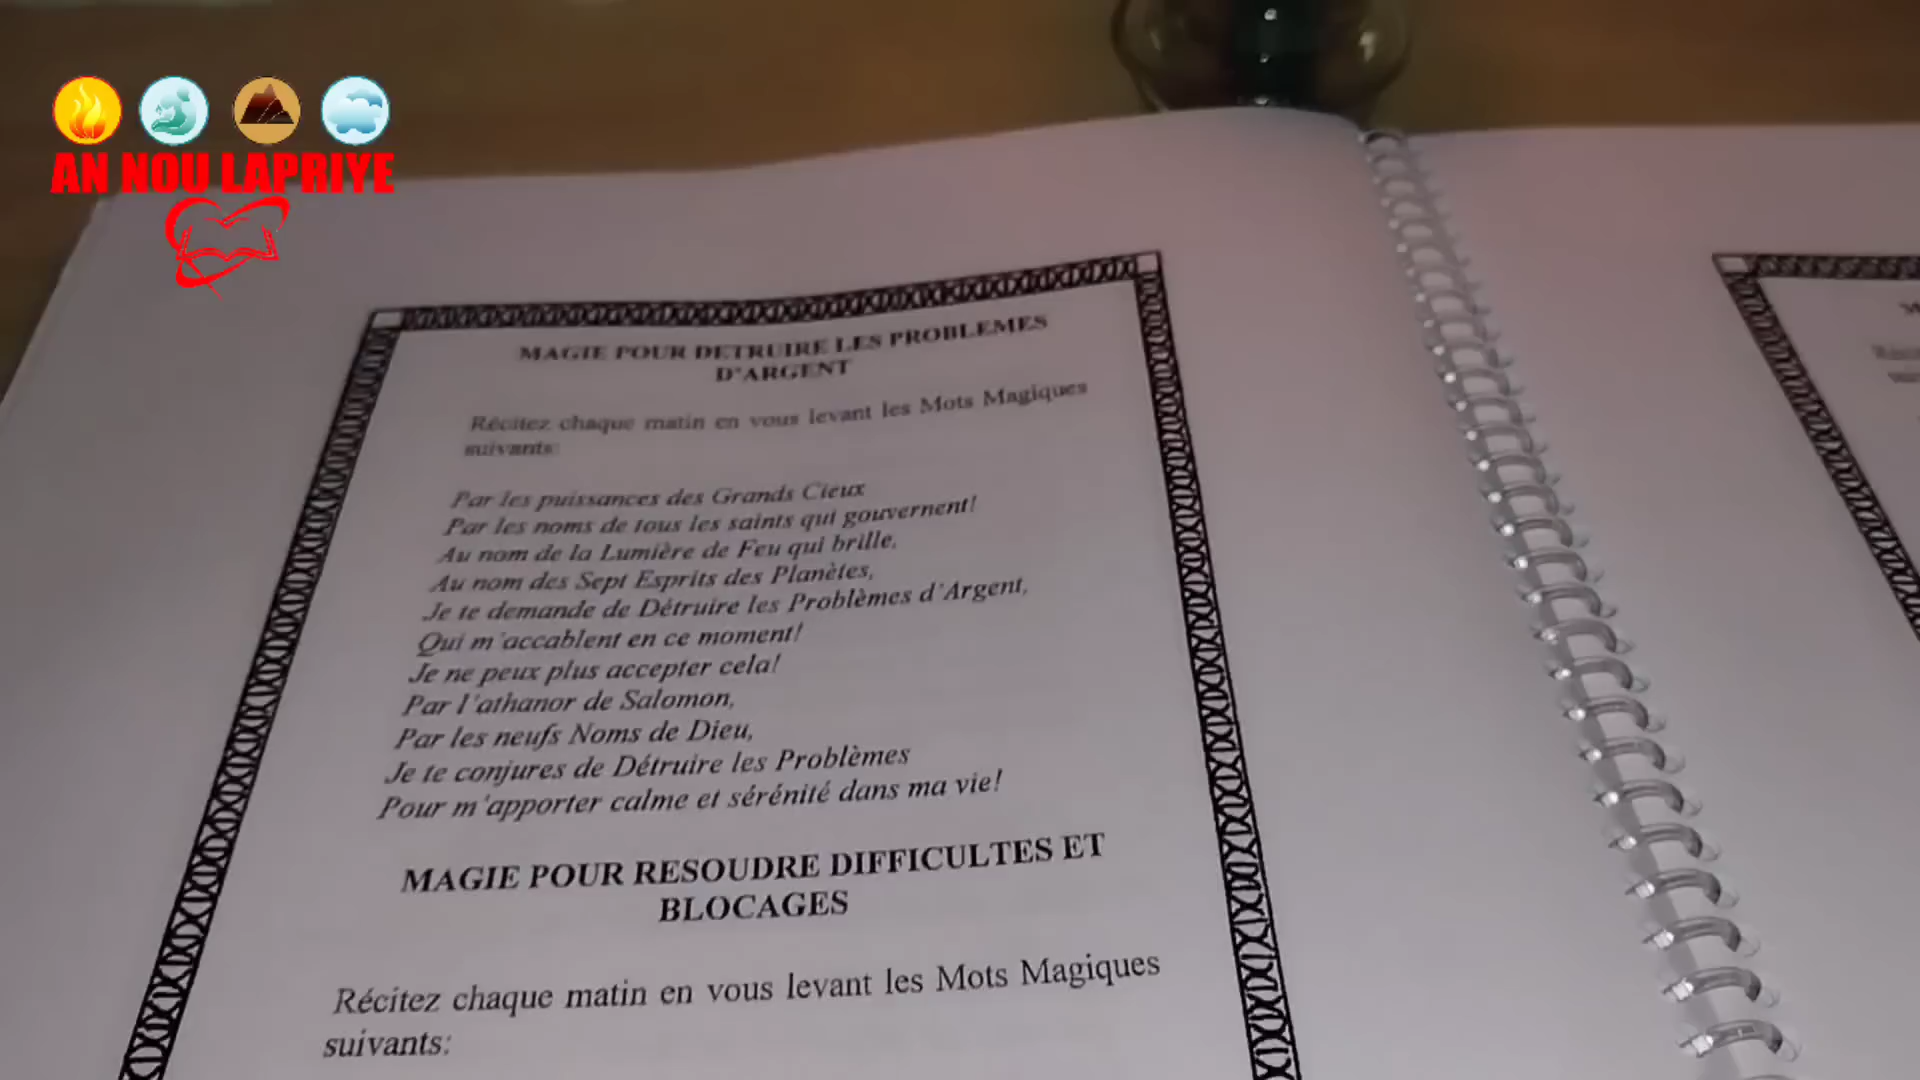 AN NOU LAPRIYE
MAGIE POUR DETRUIRE LES PROBLEMES
D'ARGENT
Récitez chaque matin en vous levant les Mots Magiques
suivants:
Par les puissances des Grands Cieux
Par les noms de tous les saints qui gouvernent!
Au nom de la Lumière de Feu qui brille,
Au nom des Sept Esprits des Planètes,
Je te demande de Détruire les Problèmes d'Argent,
Qui m'accablent en ce moment!
Je ne peux plus accepter cela!
Par l'athanor de Salomon,
Par les neufs Noms de Dieu,
Je te conjures de Détruire les Problèmes
Pour m'apporter calme et sérénité dans ma vie!
MAGIE POUR RESOUDRE DIFFICULTES ET
BLOCAGES
Récitez chaque matin en vous levant les Mots Magiques
suivants: